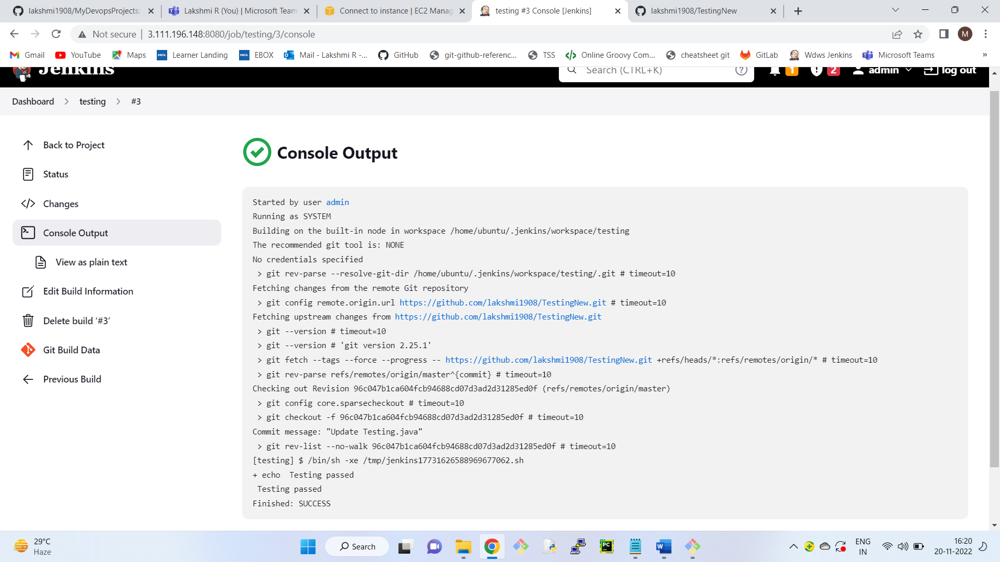 lakshmi1908/MyDevopsProjects:
Lakshmi R (You) | Microsoft Team
Connect to instance | EC2 Manag
testing #3 Console [Jenkins]
lakshmi1908/TestingNew
Not secure
3.111.196.148:8080/job/testing/3/console
M
Gmail
YouTube
Maps
HCL
Learner Landing
HCL
EBOX
Mail - Lakshmi R -...
GitHub
git-github-referenc...
TSS
Online Groovy Com...
cheatsheet git
GitLab
Wdws Jenkins
Microsoft Teams
»
Jenkins
Search (CTRL+K)
1
2
admin
log out
Dashboard
testing
#3
Back to Project
Status
Changes
Console Output
View as plain text
Edit Build Information
Delete build ‘#3’
Git Build Data
Previous Build
Console Output
Started by user admin
Running as SYSTEM
Building on the built-in node in workspace /home/ubuntu/.jenkins/workspace/testing
The recommended git tool is: NONE
No credentials specified
> git rev-parse --resolve-git-dir /home/ubuntu/.jenkins/workspace/testing/.git # timeout=10
Fetching changes from the remote Git repository
> git config remote.origin.url https://github.com/lakshmi1908/TestingNew.git # timeout=10
Fetching upstream changes from https://github.com/lakshmi1908/TestingNew.git
> git --version # timeout=10
> git --version # 'git version 2.25.1'
> git fetch --tags --force --progress -- https://github.com/lakshmi1908/TestingNew.git +refs/heads/*:refs/remotes/origin/* # timeout=10
> git rev-parse refs/remotes/origin/master^{commit} # timeout=10
Checking out Revision 96c047b1ca604fcb94688cd07d3ad2d31285ed0f (refs/remotes/origin/master)
> git config core.sparsecheckout # timeout=10
> git checkout -f 96c047b1ca604fcb94688cd07d3ad2d31285ed0f # timeout=10
Commit message: "Update Testing.java"
> git rev-list --no-walk 96c047b1ca604fcb94688cd07d3ad2d31285ed0f # timeout=10
[testing] $ /bin/sh -xe /tmp/jenkins17731626588969677062.sh
+ echo  Testing passed
Testing passed
Finished: SUCCESS
29°C
Haze
Search
PC
W
ENG
IN
16:20
20-11-2022